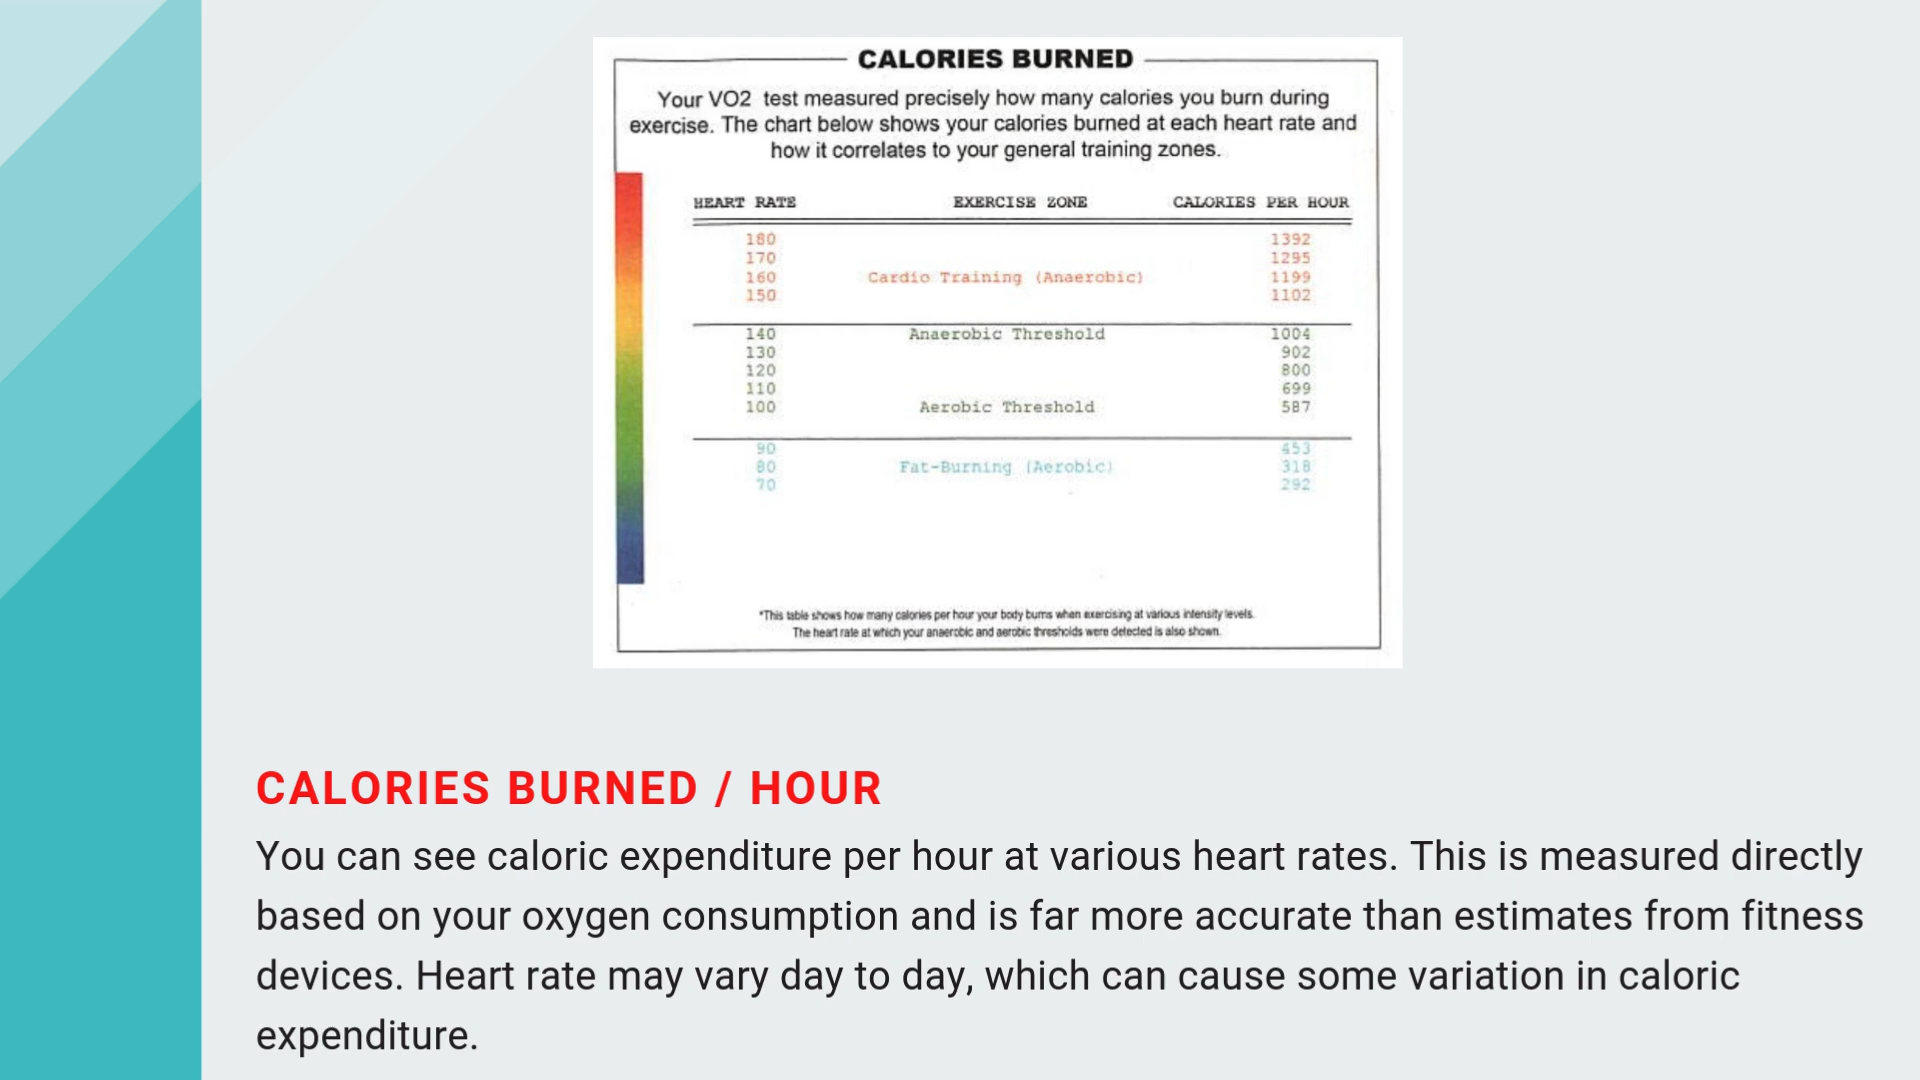 CALORIES BURNED
Your VO2 test measured precisely how many calories you burn during
exercise. The chart below shows your calories burned at each heart rate and
how it correlates to your general training zones.
HEART RATE EXERCISE ZONE CALORIES PER HOUR
180 1392
170 1295
160 Cardio Training (Anaerobic) 1199
150 1102
140 Anaerobic Threshold 1004
130 902
120 800
110 699
100 Aerobic Threshold 587
90 453
80 Fat-Burning (Aerobic) 318
70 292
*This table shows how many calories per hour your body burns when exercising at various intensity levels.
The heart rate at which your anaerobic and aerobic thresholds were detected is also shown.
CALORIES BURNED / HOUR
You can see caloric expenditure per hour at various heart rates. This is measured directly
based on your oxygen consumption and is far more accurate than estimates from fitness
devices. Heart rate may vary day to day, which can cause some variation in caloric
expenditure.